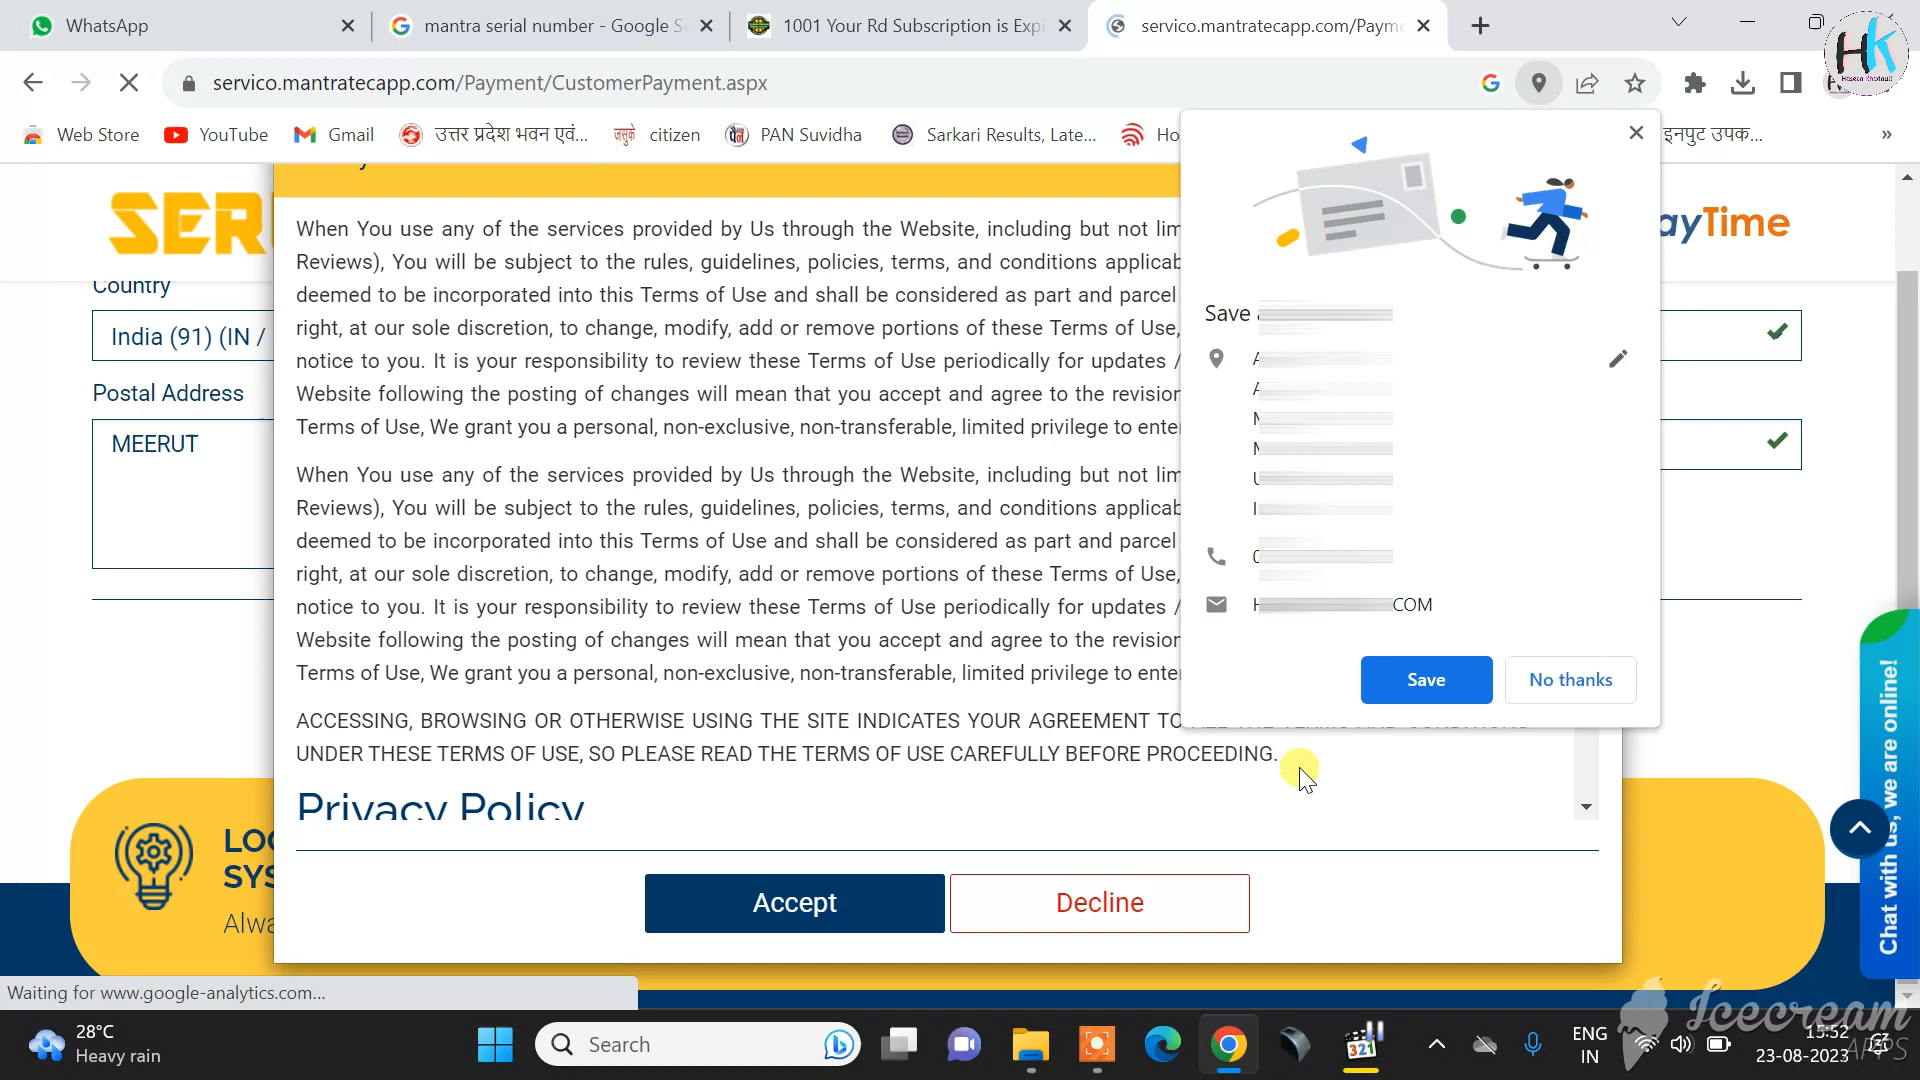 WhatsApp
mantra serial number - Google Se
1001 Your Rd Subscription is Expi
servico.mantratecapp.com/Payme
HK
servico.mantratecapp.com/Payment/CustomerPayment.aspx
Web Store
YouTube
Gmail
उत्तर प्रदेश भवन एवं...
citizen
PAN Suvidha
Sarkari Results, Late...
Ho
इनपुट उपक...
»
SER
ayTime
Country
India (91) (IN /
Postal Address
MEERUT
When You use any of the services provided by Us through the Website, including but not lim
Reviews), You will be subject to the rules, guidelines, policies, terms, and conditions applicab
deemed to be incorporated into this Terms of Use and shall be considered as part and parcel
right, at our sole discretion, to change, modify, add or remove portions of these Terms of Use,
notice to you. It is your responsibility to review these Terms of Use periodically for updates /
Website following the posting of changes will mean that you accept and agree to the revision
Terms of Use, We grant you a personal, non-exclusive, non-transferable, limited privilege to enter
When You use any of the services provided by Us through the Website, including but not lim
Reviews), You will be subject to the rules, guidelines, policies, terms, and conditions applicab
deemed to be incorporated into this Terms of Use and shall be considered as part and parcel
right, at our sole discretion, to change, modify, add or remove portions of these Terms of Use,
notice to you. It is your responsibility to review these Terms of Use periodically for updates /
Website following the posting of changes will mean that you accept and agree to the revision
Terms of Use, We grant you a personal, non-exclusive, non-transferable, limited privilege to enter
ACCESSING, BROWSING OR OTHERWISE USING THE SITE INDICATES YOUR AGREEMENT TO
UNDER THESE TERMS OF USE, SO PLEASE READ THE TERMS OF USE CAREFULLY BEFORE PROCEEDING.
Privacy Policy
Accept
Decline
Save
COM
Save
No thanks
LO
SYS
Alwa
Chat with us, we are online!
Waiting for www.google-analytics.com...
28°C
Heavy rain
Search
321
ENG
IN
15:52
23-08-2023
Icecream
APPS